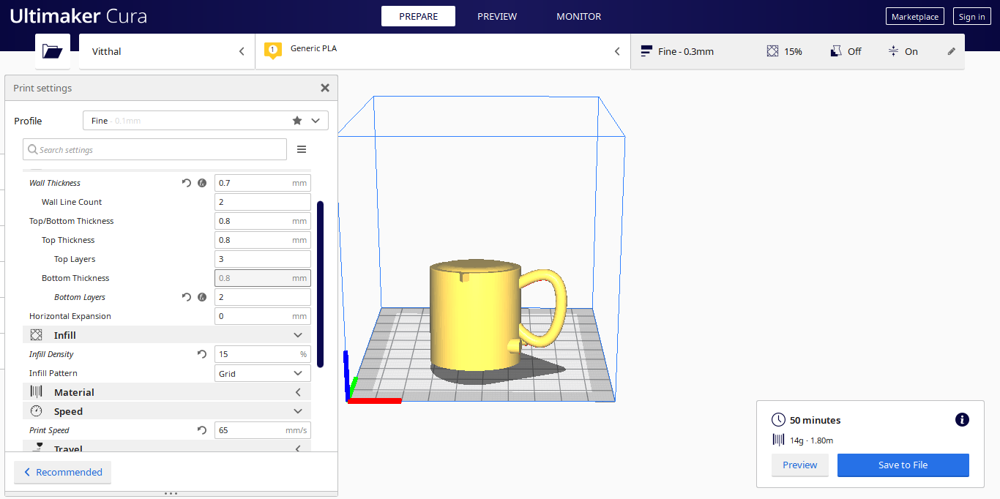 Ultimaker Cura
PREPARE
PREVIEW
MONITOR
Marketplace
Sign in
Vitthal
1
Generic PLA
Fine - 0.3mm
15%
Off
On
Print settings
Profile
Fine - 0.1mm
Search settings
Wall Thickness 0.7 mm
Wall Line Count 2
Top/Bottom Thickness 0.8 mm
Top Thickness 0.8 mm
Top Layers 3
Bottom Thickness 0.8 mm
Bottom Layers 2
Horizontal Expansion 0 mm
Infill
Infill Density 15 %
Infill Pattern Grid
Material
Speed
Print Speed 65 mm/s
Travel
Recommended
50 minutes
14g · 1.80m
Preview
Save to File